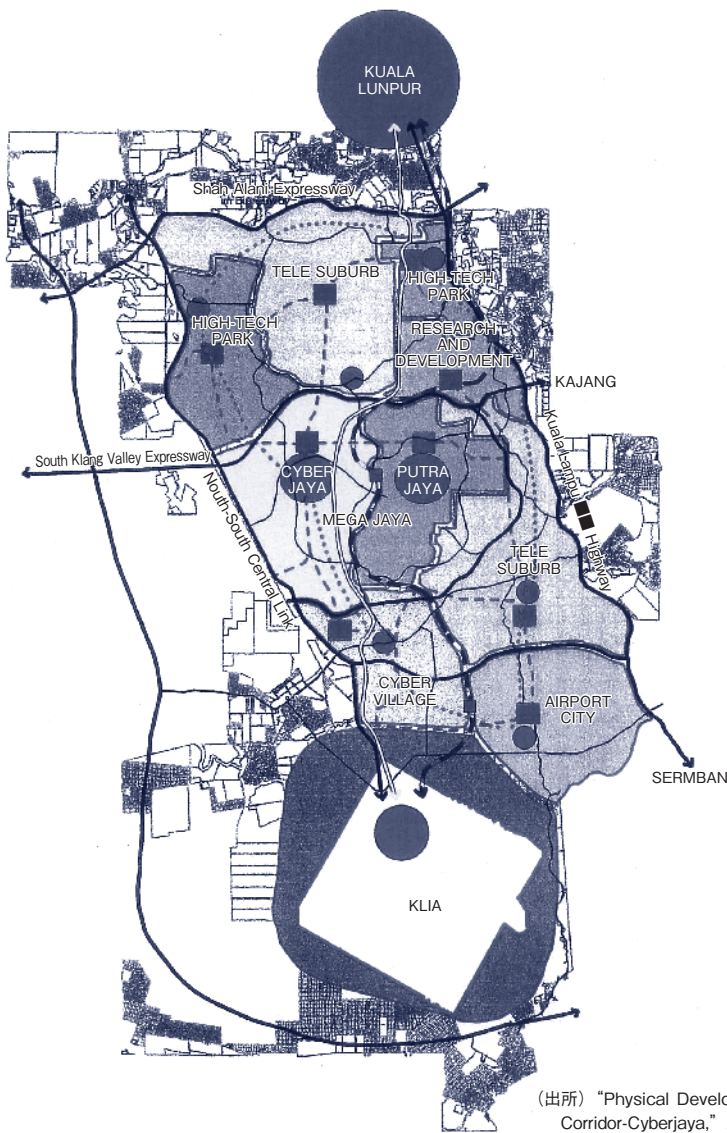 KUALA
LUNPUR
Shah Alani Expressway
TELE SUBURB
HIGH-TECH
PARK
HIGH-TECH
PARK
RESEARCH
AND
DEVELOPMENT
KAJANG
South Klang Valley Expressway
CYBER
JAYA
PUTRA
JAYA
MEGA JAYA
Kuala Lampu
Highway
Nouth-South Central Link
TELE
SUBURB
CYBER
VILLAGE
AIRPORT
CITY
SERMBAN
KLIA
(出所)“Physical Develo
Corridor-Cyberjaya,”